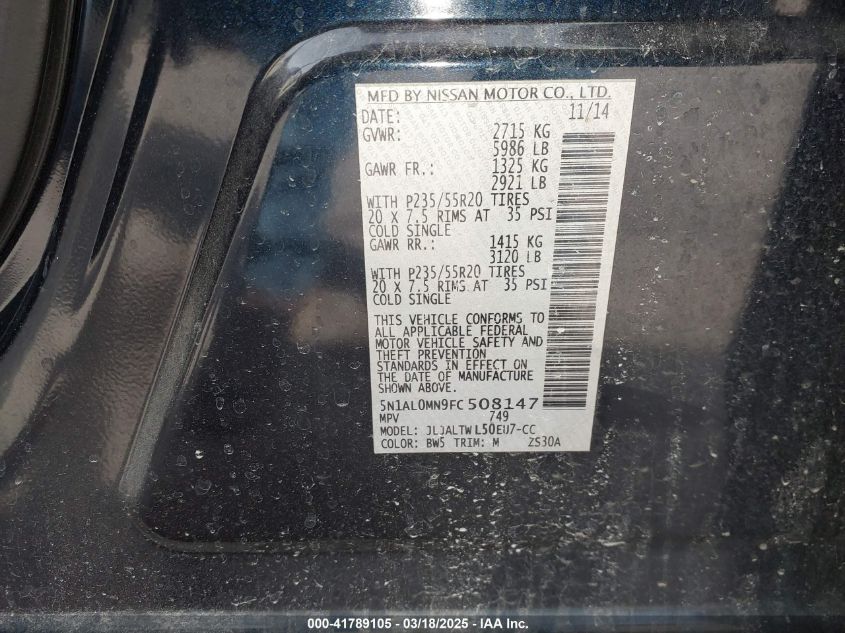 MFD BY NISSAN MOTOR CO., LTD.
DATE: 11/14
GVWR: 2715 KG
5986 LB
GAWR FR.: 1325 KG
2921 LB
WITH P235/55R20 TIRES
20 X 7.5 RIMS AT 35 PSI
COLD SINGLE
GAWR RR.: 1415 KG
3120 LB
WITH P235/55R20 TIRES
20 X 7.5 RIMS AT 35 PSI
COLD SINGLE
THIS VEHICLE CONFORMS TO
ALL APPLICABLE FEDERAL
MOTOR VEHICLE SAFETY AND
THEFT PREVENTION
STANDARDS IN EFFECT ON
THE DATE OF MANUFACTURE
SHOWN ABOVE.
5N1AL0MN9FC508147
MPV 749
MODEL: JLJALTWL50EU7-CC
COLOR: BW5 TRIM: M ZS30A
000-41789105 — 03/18/2025 — IAA Inc.